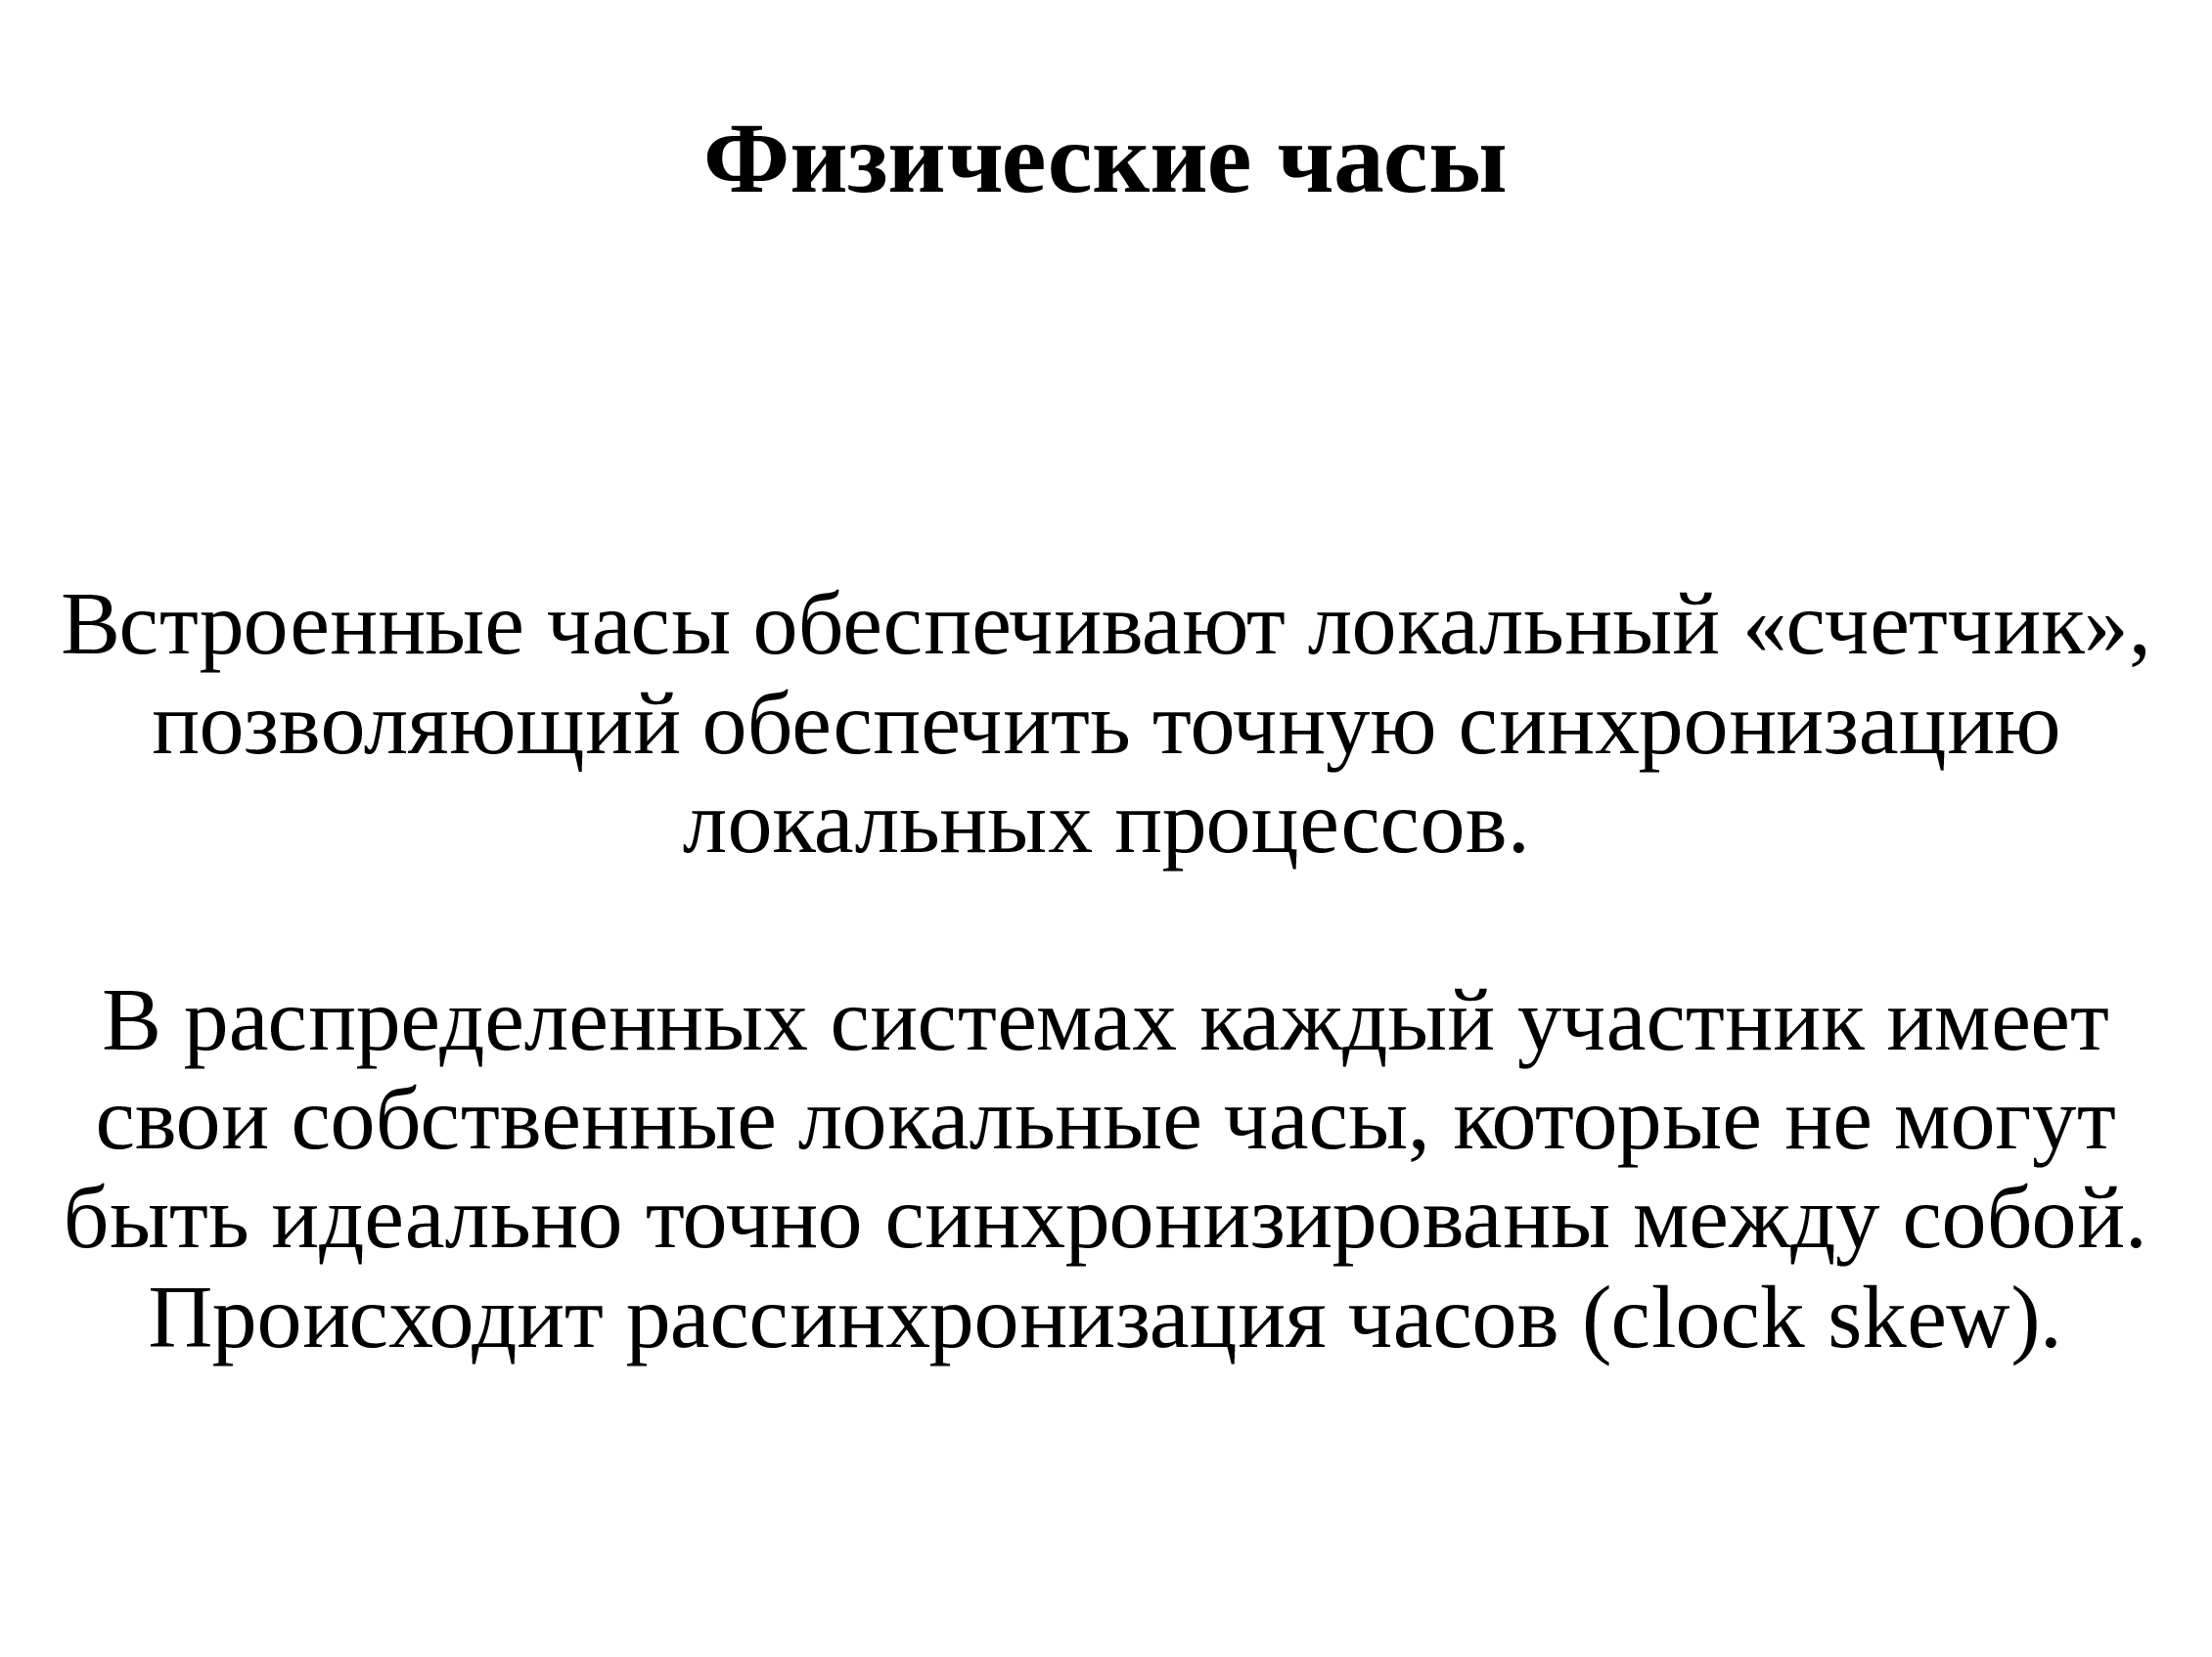 Физические часы
Встроенные часы обеспечивают локальный «счетчик»,
позволяющий обеспечить точную синхронизацию
локальных процессов.
В распределенных системах каждый участник имеет
свои собственные локальные часы, которые не могут
быть идеально точно синхронизированы между собой.
Происходит рассинхронизация часов (clock skew).